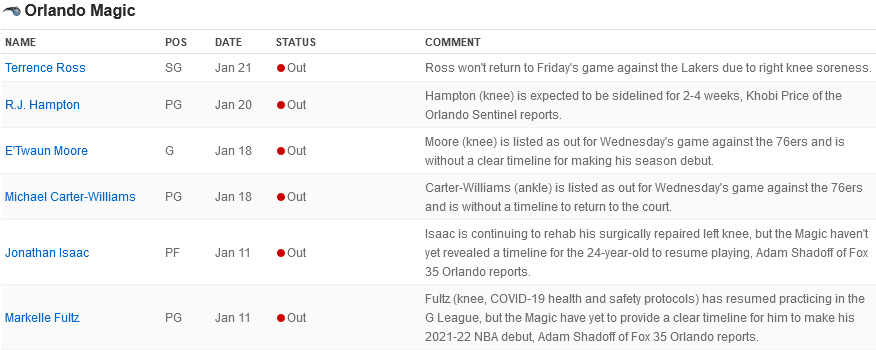 Orlando Magic
NAME POS DATE STATUS COMMENT
Terrence Ross SG Jan 21 Out Ross won't return to Friday's game against the Lakers due to right knee soreness.
R.J. Hampton PG Jan 20 Out Hampton (knee) is expected to be sidelined for 2-4 weeks, Khobi Price of the
Orlando Sentinel reports.
E'Twaun Moore G Jan 18 Out Moore (knee) is listed as out for Wednesday's game against the 76ers and is
without a clear timeline for making his season debut.
Michael Carter-Williams PG Jan 18 Out Carter-Williams (ankle) is listed as out for Wednesday's game against the 76ers
and is without a timeline to return to the court.
Jonathan Isaac PF Jan 11 Out Isaac is continuing to rehab his surgically repaired left knee, but the Magic haven't
yet revealed a timeline for the 24-year-old to resume playing, Adam Shadoff of Fox
35 Orlando reports.
Markelle Fultz PG Jan 11 Out Fultz (knee, COVID-19 health and safety protocols) has resumed practicing in the
G League, but the Magic have yet to provide a clear timeline for him to make his
2021-22 NBA debut, Adam Shadoff of Fox 35 Orlando reports.